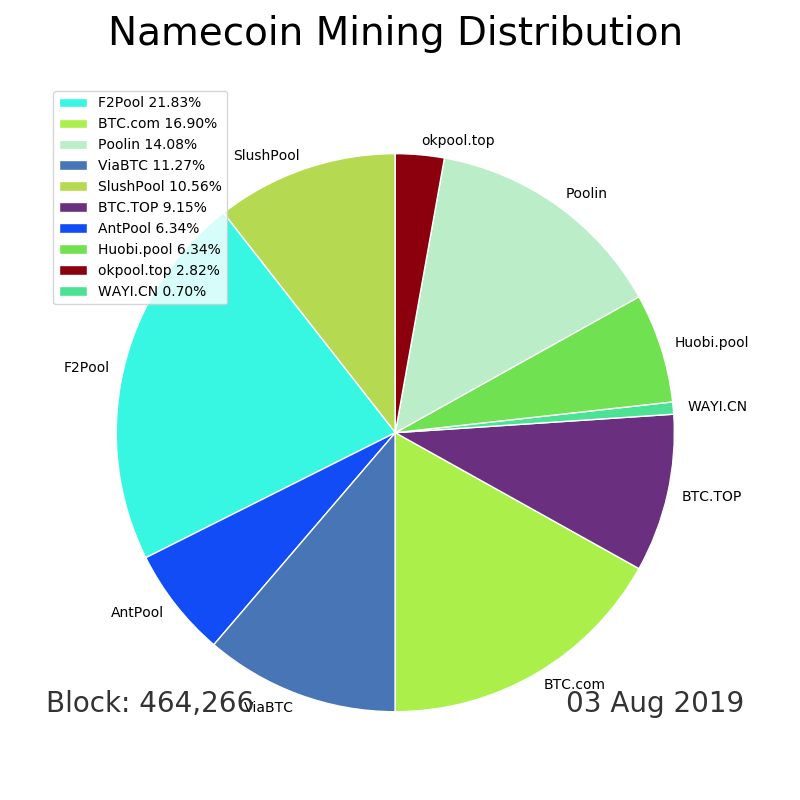 Namecoin Mining Distribution
F2Pool 21.83%
BTC.com 16.90%
Poolin 14.08%
ViaBTC 11.27%
SlushPool 10.56%
BTC.TOP 9.15%
AntPool 6.34%
Huobi.pool 6.34%
okpool.top 2.82%
WAYI.CN 0.70%
okpool.top
SlushPool
Poolin
Huobi.pool
F2Pool
WAYI.CN
BTC.TOP
AntPool
BTC.com
ViaBTC
Block: 464,266
03 Aug 2019